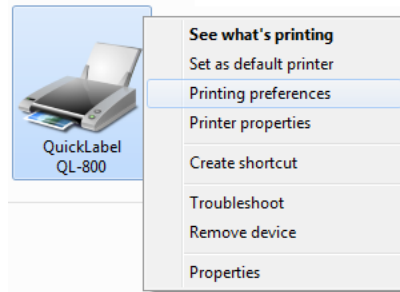 QuickLabel
QL-800
See what's printing
Set as default printer
Printing preferences
Printer properties
Create shortcut
Troubleshoot
Remove device
Properties